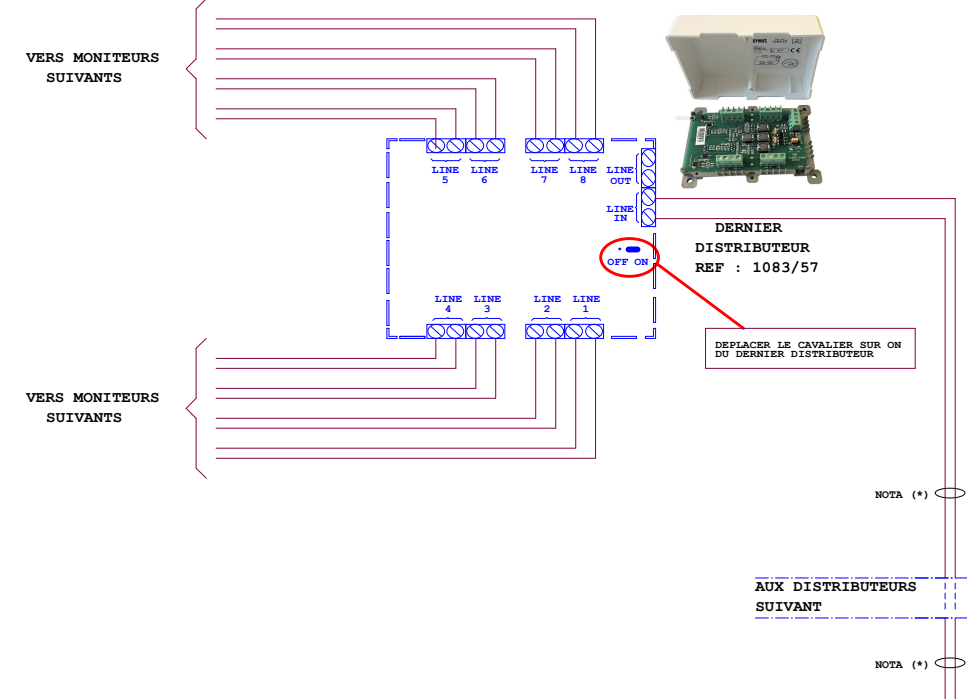 VERS MONITEURS
SUIVANTS
LINE
5
LINE
6
LINE
7
LINE
8
LINE
OUT
LINE
IN
OFF ON
DERNIER
DISTRIBUTEUR
REF : 1083/57
LINE
4
LINE
3
LINE
2
LINE
1
DEPLACER LE CAVALIER SUR ON
DU DERNIER DISTRIBUTEUR
VERS MONITEURS
SUIVANTS
NOTA (*)
AUX DISTRIBUTEURS
SUIVANT
NOTA (*)